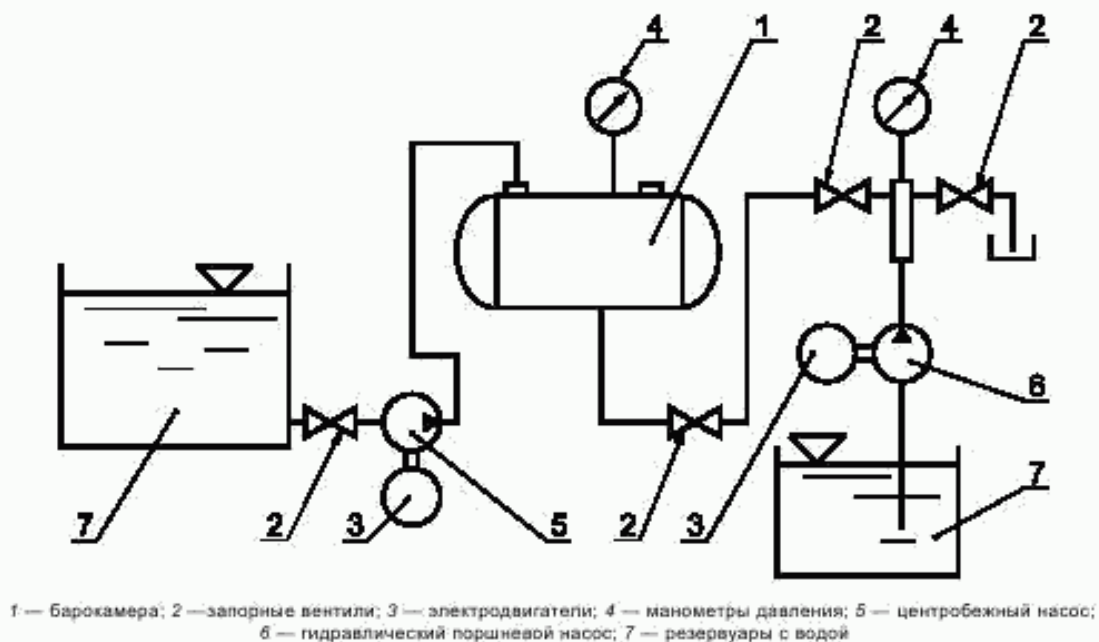 4 1 2 4 2
6
7
7 2 3 5 2 3
1 — барокамера; 2 —запорные вентили; 3 — электродвигатели; 4 — манометры давления; 5 — центробежный насос;
6 — гидравлический поршневой насос; 7 — резервуары с водой